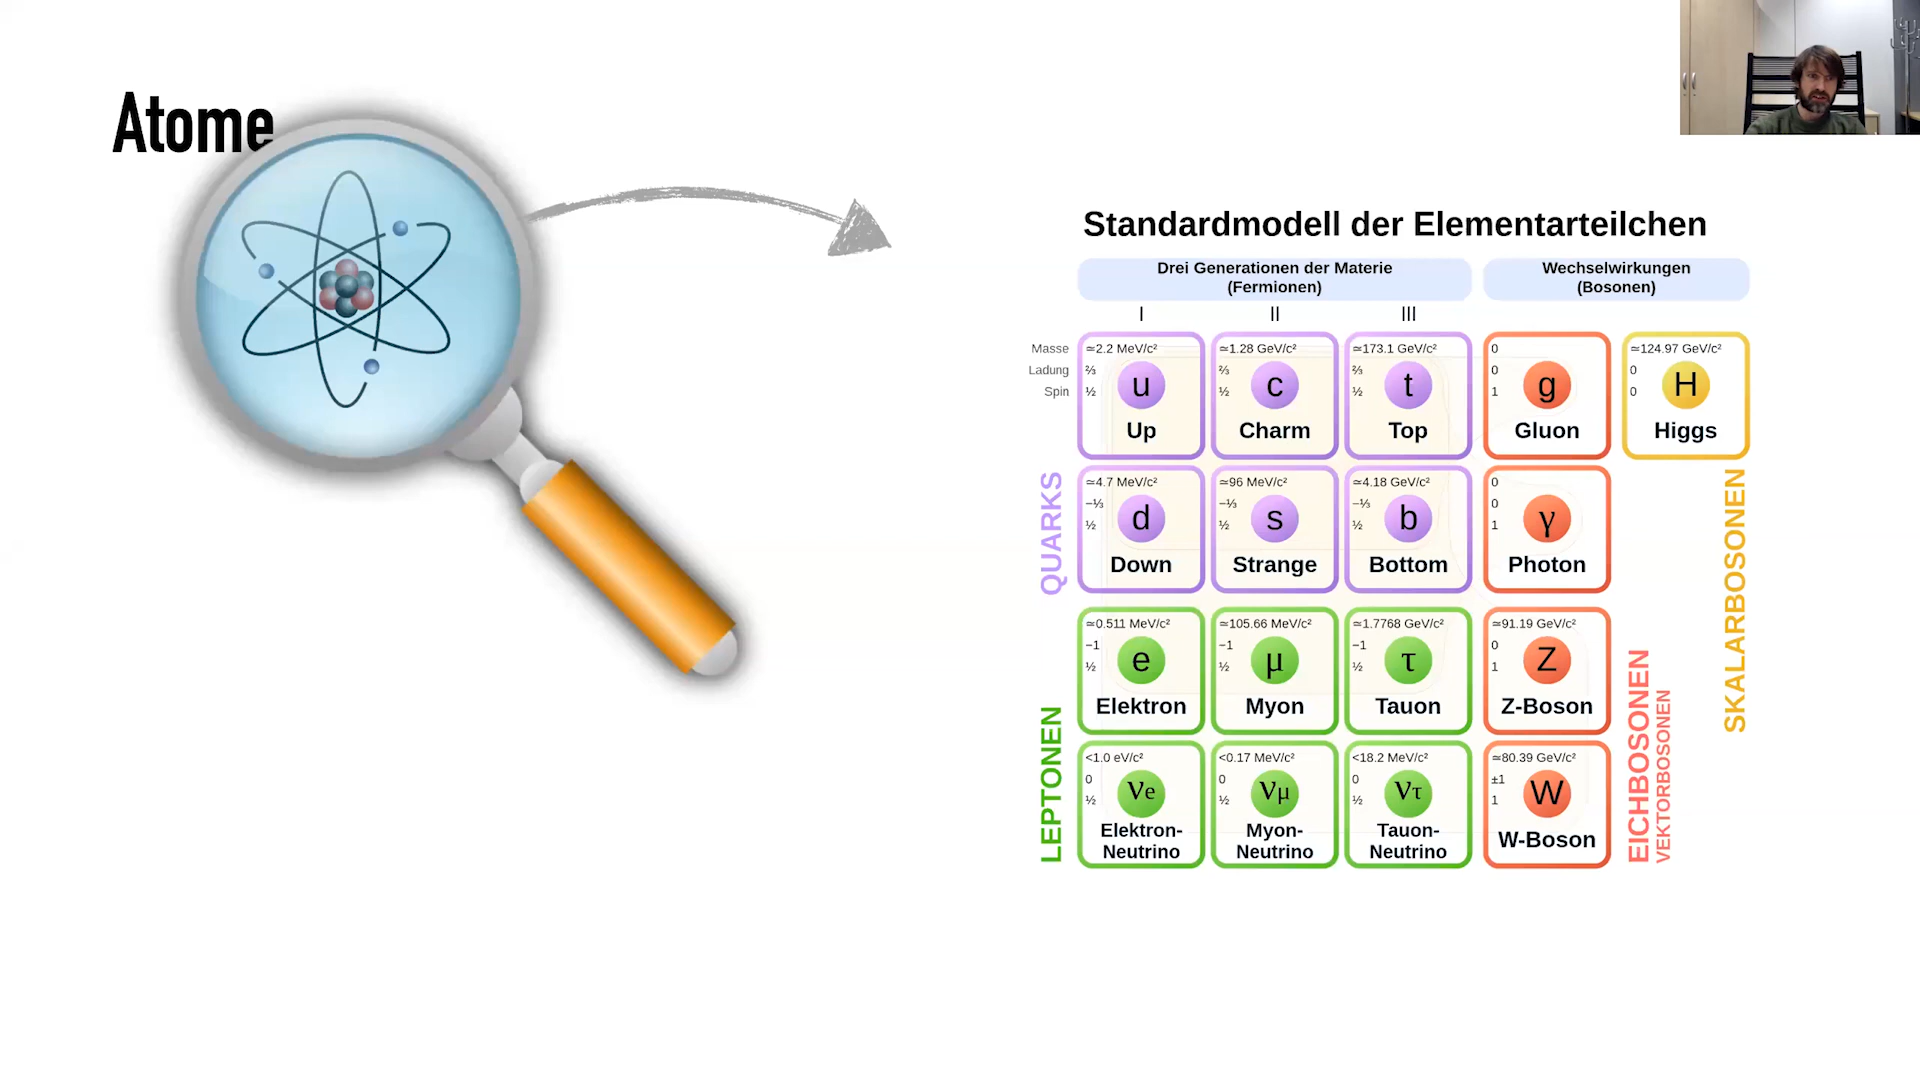 Atome
Standardmodell der Elementarteilchen
Drei Generationen der Materie
(Fermionen)
Wechselwirkungen
(Bosonen)
I
II
III
Masse
Ladung
Spin
≃2.2 MeV/c²
⅔
½
u
Up
≃1.28 GeV/c²
⅔
½
c
Charm
≃173.1 GeV/c²
⅔
½
t
Top
0
0
1
g
Gluon
≃124.97 GeV/c²
0
0
H
Higgs
QUARKS
≃4.7 MeV/c²
−⅓
½
d
Down
≃96 MeV/c²
−⅓
½
s
Strange
≃4.18 GeV/c²
−⅓
½
b
Bottom
0
0
1
γ
Photon
SKALARBOSONEN
LEPTONEN
≃0.511 MeV/c²
−1
½
e
Elektron
≃105.66 MeV/c²
−1
½
μ
Myon
≃1.7768 GeV/c²
−1
½
τ
Tauon
≃91.19 GeV/c²
0
1
Z
Z-Boson
<1.0 eV/c²
0
½
νe
Elektron-
Neutrino
<0.17 MeV/c²
0
½
νμ
Myon-
Neutrino
<18.2 MeV/c²
0
½
ντ
Tauon-
Neutrino
≃80.39 GeV/c²
±1
1
W
W-Boson
EICHBOSONEN
VEKTORBOSONEN